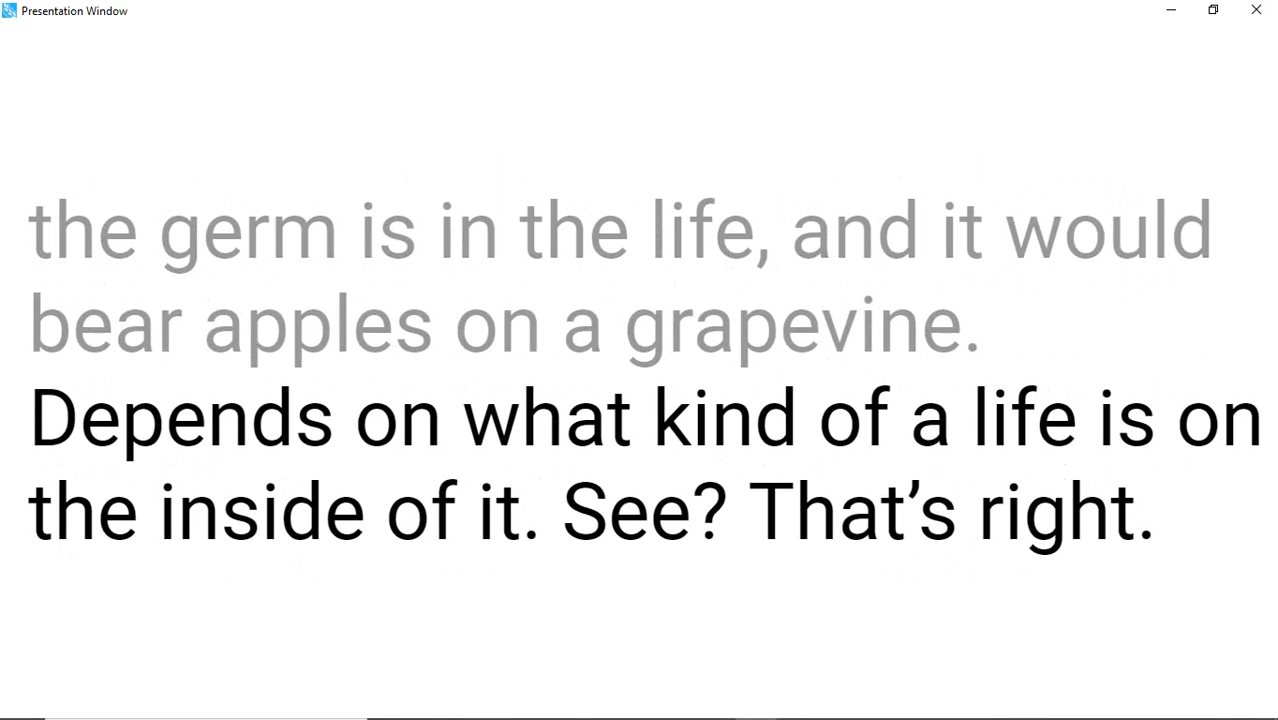 Presentation Window
the germ is in the life, and it would
bear apples on a grapevine.
Depends on what kind of a life is on
the inside of it. See? That’s right.